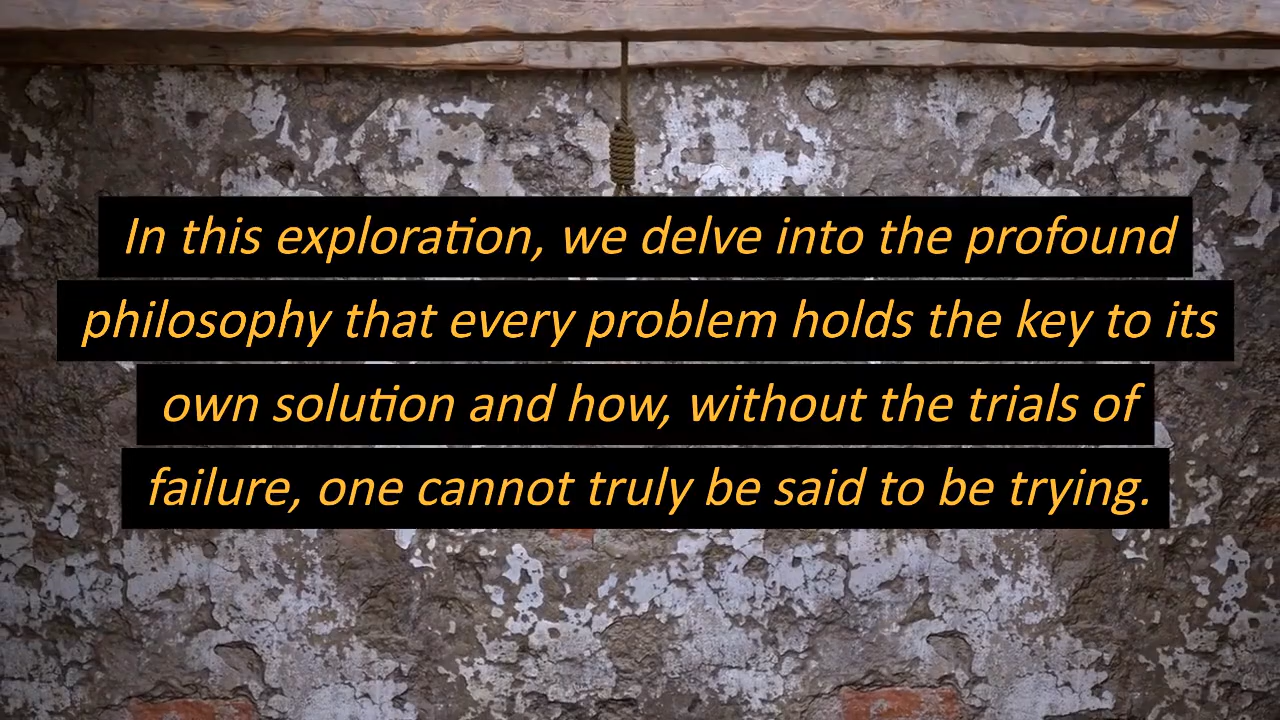 In this exploration, we delve into the profound
philosophy that every problem holds the key to its
own solution and how, without the trials of
failure, one cannot truly be said to be trying.